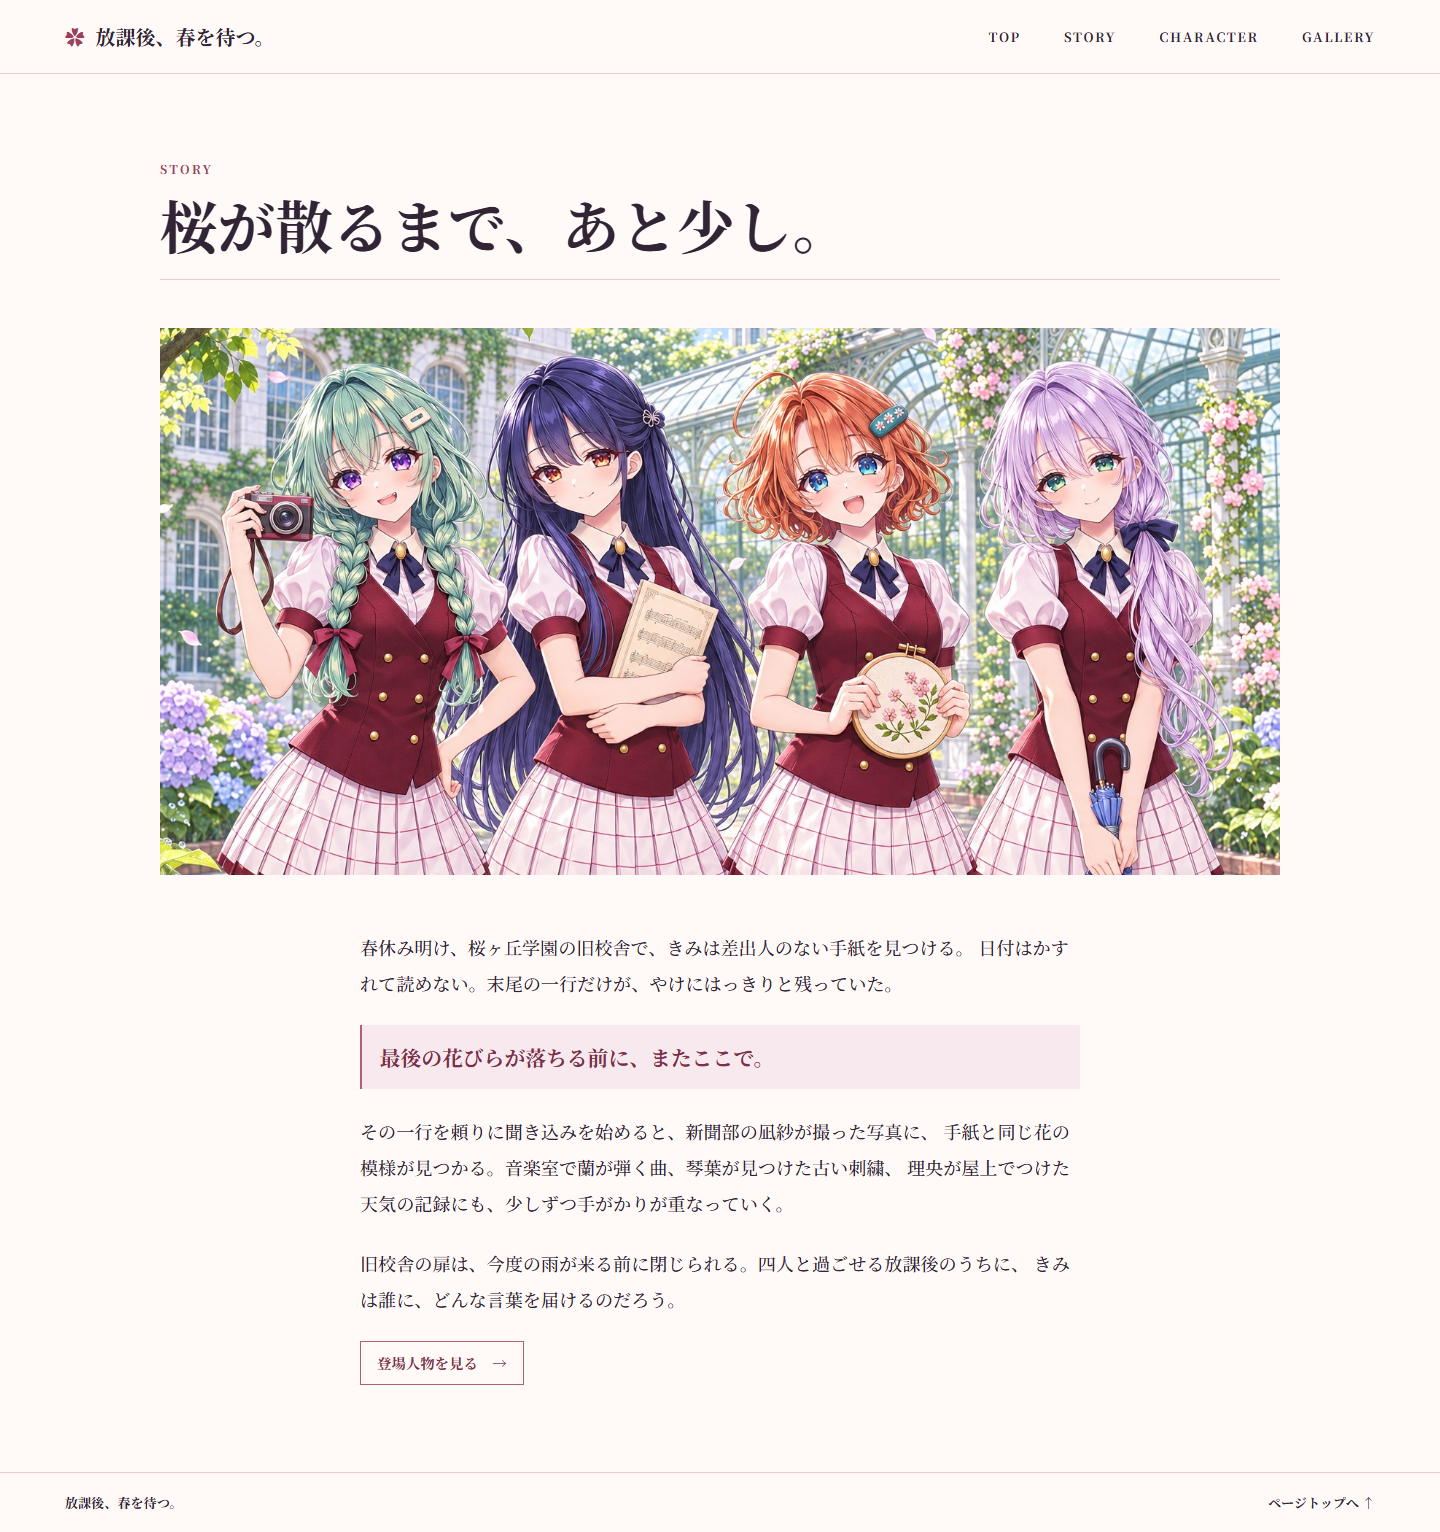 放課後、春を待つ。
TOP
STORY
CHARACTER
GALLERY
STORY
桜が散るまで、あと少し。
春休み明け、桜ヶ丘学園の旧校舎で、きみは差出人のない手紙を見つける。 日付はかす
れて読めない。末尾の一行だけが、やけにはっきりと残っていた。
最後の花びらが落ちる前に、またここで。
その一行を頼りに聞き込みを始めると、新聞部の凪紗が撮った写真に、 手紙と同じ花の
模様が見つかる。音楽室で蘭が弾く曲、琴葉が見つけた古い刺繍、 理央が屋上でつけた
天気の記録にも、少しずつ手がかりが重なっていく。
旧校舎の扉は、今度の雨が来る前に閉じられる。四人と過ごせる放課後のうちに、 きみ
は誰に、どんな言葉を届けるのだろう。
登場人物を見る →
放課後、春を待つ。
ページトップへ ↑